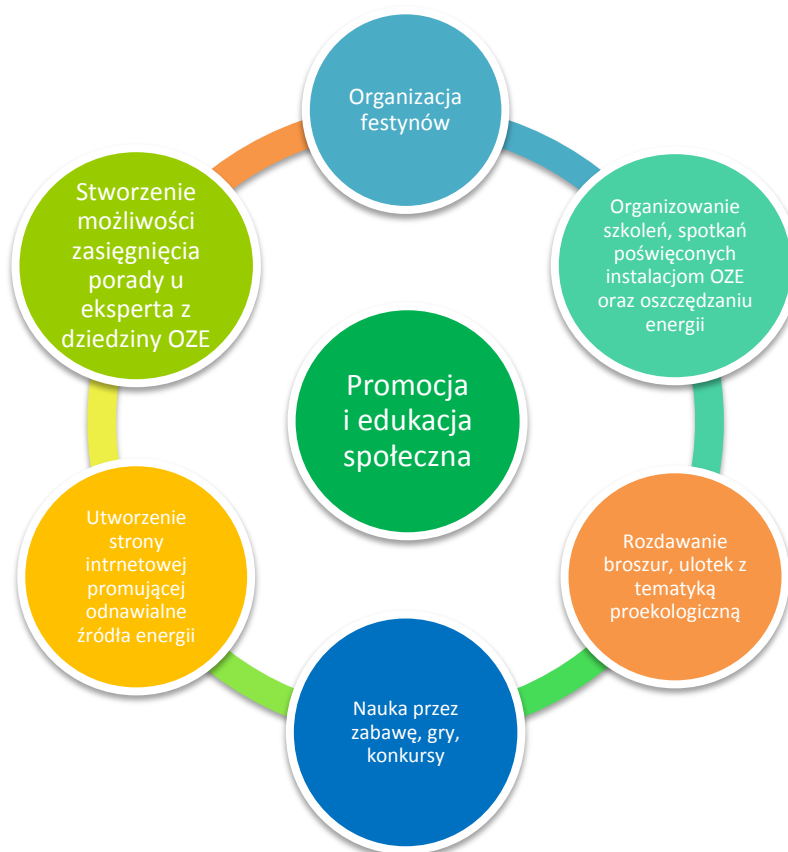 Organizacja
festynów
Organizowanie
szkoleń, spotkań
poświęconych
instalacjom OZE
oraz oszczędzaniu
energii
Rozdawanie
broszur, ulotek z
tematyką
proekologiczną
Nauka przez
zabawę, gry,
konkursy
Utworzenie
strony
intrnetowej
promującej
odnawialne
źródła energii
Stworzenie
możliwości
zasięgnięcia
porady u
eksperta z
dziedziny OZE
Promocja
i edukacja
społeczna